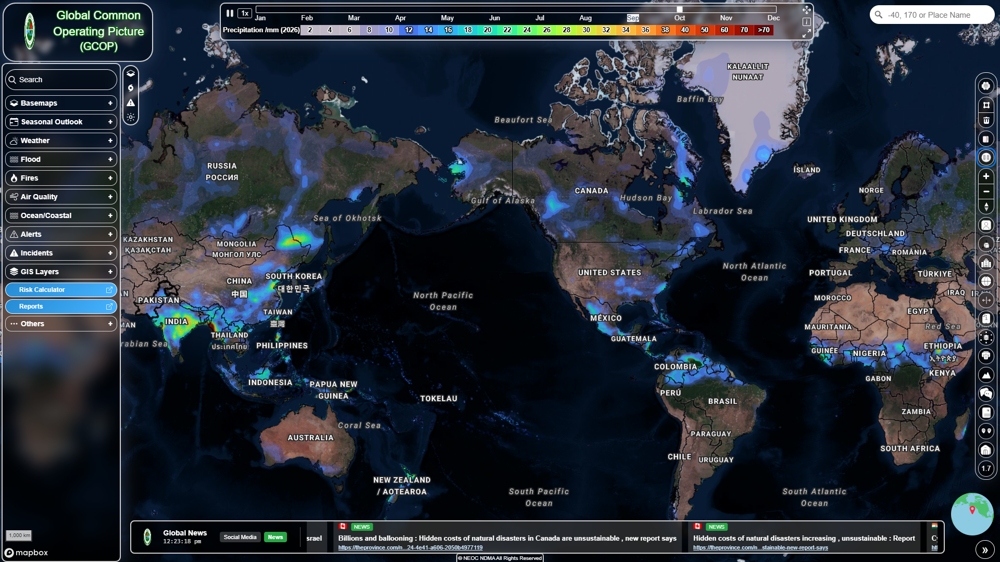 Global Common
Operating Picture
(GCOP)
1x
Jan Feb Mar Apr May Jun Jul Aug Sep Oct Nov Dec
Precipitation /mm (2026) 2 4 6 8 10 12 14 16 18 20 22 24 26 28 30 32 34 36 38 40 50 60 70 >70
-40, 170 or Place Name
Search
Basemaps +
Seasonal Outlook +
Weather +
Flood +
Fires +
Air Quality +
Ocean/Coastal +
Alerts +
Incidents +
GIS Layers +
Risk Calculator
Reports
Others +
KALAALLIT
NUNAAT
Baffin Bay
Beaufort Sea
RUSSIA
РОССИЯ
ÍSLAND
CANADA
Hudson Bay
NORGE
Gulf of Alaska
Labrador Sea
Sea of Okhotsk
UNITED KINGDOM
DEUTSCHLAND
KAZAKHSTAN
ҚАЗАҚСТАН
MONGOLIA
МОНГОЛ УЛС
FRANCE
ROMÂNIA
North Atlantic
Ocean
UNITED STATES
PORTUGAL
TÜRKIYE
SOUTH KOREA
대한민국
CHINA
中国
North Pacific
Ocean
IRAQ
MOROCCO
PAKISTAN
EGYPT
TAIWAN
臺灣
INDIA
MÉXICO
MAURITANIA
Red Sea
THAILAND
ประเทศไทย
GUATEMALA
rabian Sea
PHILIPPINES
ETHIOPIA
ኢትዮጵያ
GUINÉE
NIGERIA
COLOMBIA
KENYA
GABON
INDONESIA
PAPUA NEW
GUINEA
PERÚ
TOKELAU
BRASIL
ZAMBIA
Coral Sea
PARAGUAY
AUSTRALIA
SOUTH AFRICA
CHILE
URUGUAY
1.7
NEW ZEALAND
/ AOTEAROA
South Pacific
Ocean
South Atlantic
Ocean
1,000 km
mapbox
Global News
12:23:18 pm
Social Media
News
srael
NEWS
Billions and ballooning : Hidden costs of natural disasters in Canada are unsustainable , new report says
https://theprovince.com/n...24-4e41-a606-2050b4977119
NEWS
Hidden costs of natural disasters increasing , unsustainable : Report
https://theprovince.com/n...stainable-new-report-says
© NEOC NDMA All Rights Reserved